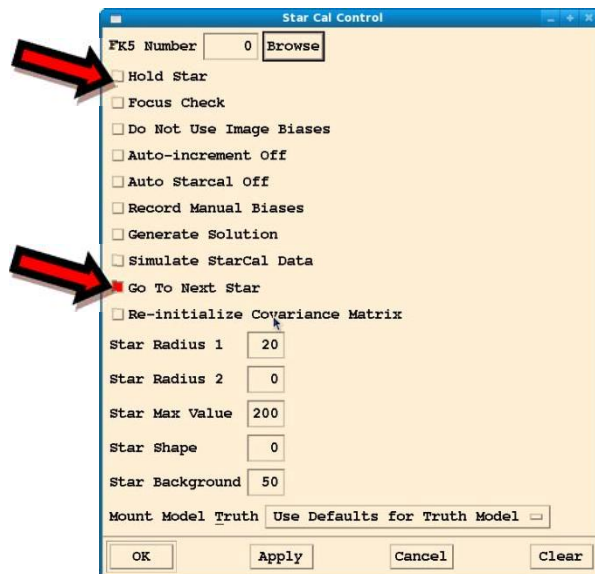 Star Cal Control
FK5 Number 0 Browse
Hold Star
Focus Check
Do Not Use Image Biases
Auto-increment Off
Auto Starcal Off
Record Manual Biases
Generate Solution
Simulate StarCal Data
Go To Next Star
Re-initialize Covariance Matrix
Star Radius 1 20
Star Radius 2 0
Star Max Value 200
Star Shape 0
Star Background 50
Mount Model Truth Use Defaults for Truth Model
OK Apply Cancel Clear